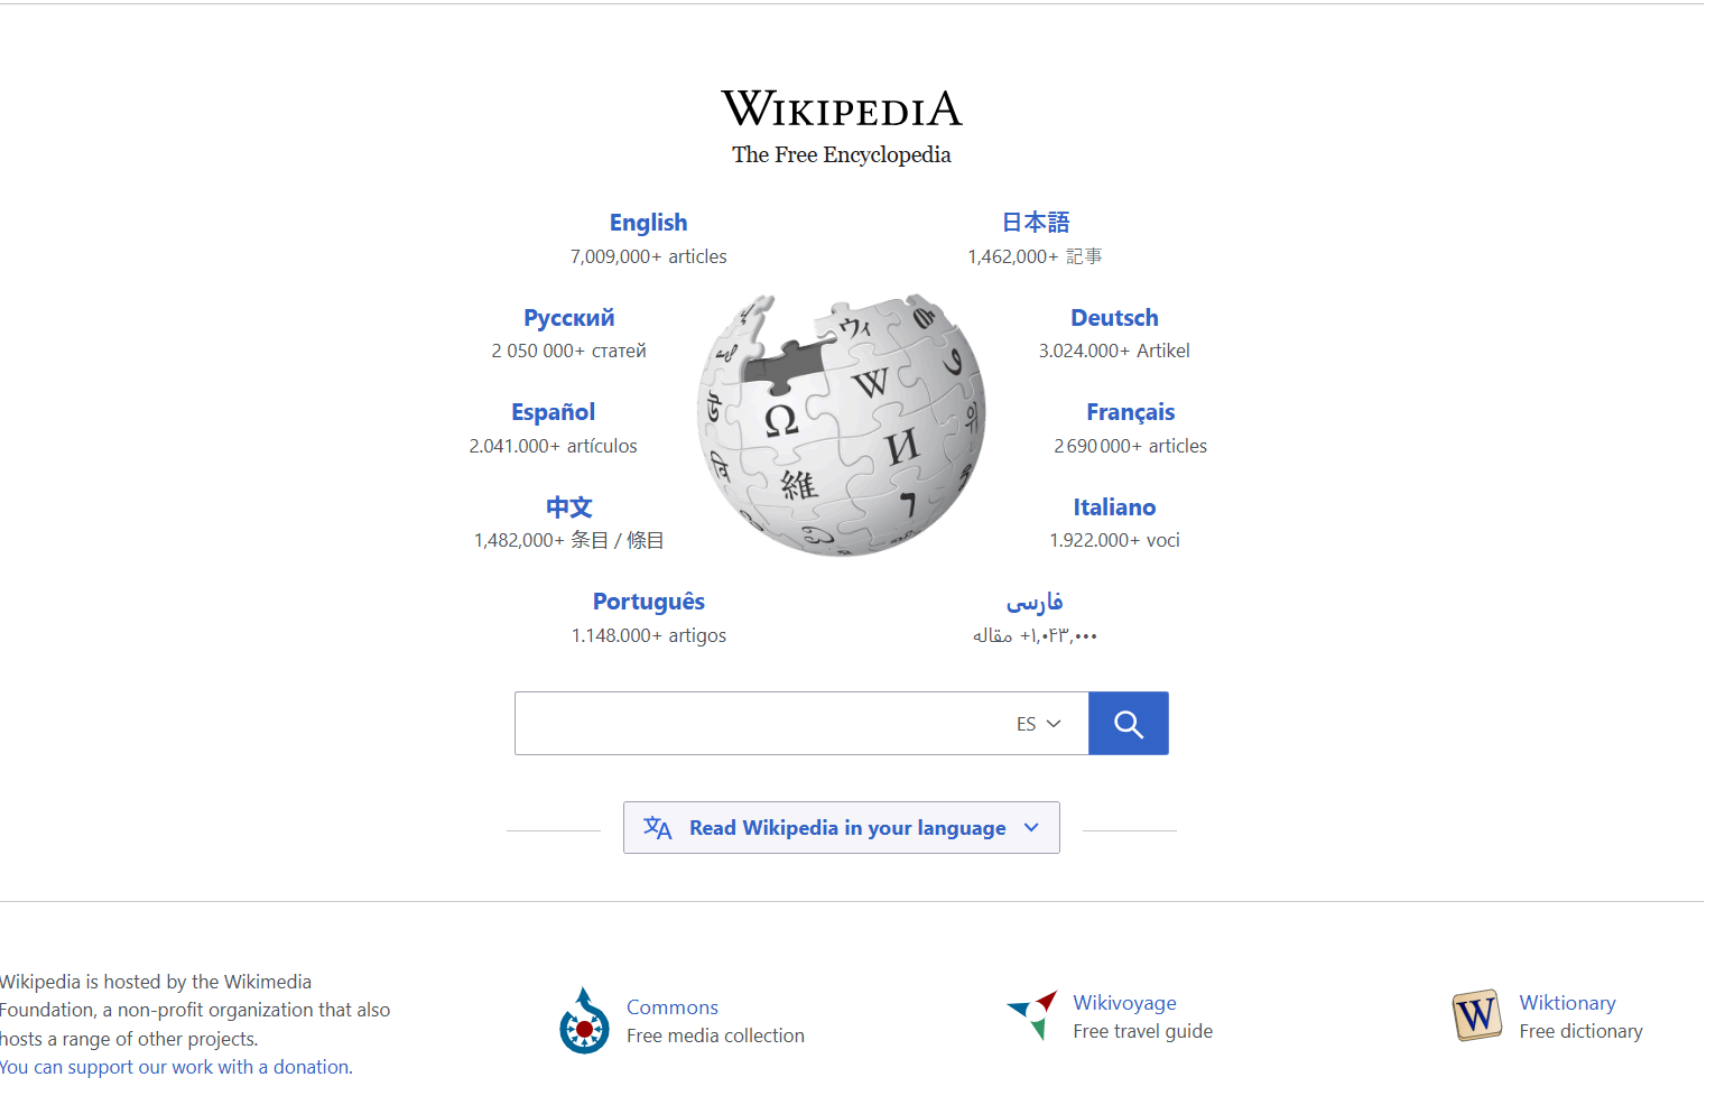 WIKIPEDIA
The Free Encyclopedia
English
7,009,000+ articles
日本語
1,462,000+ 記事
Русский
2 050 000+ статей
Deutsch
3.024.000+ Artikel
Español
2.041.000+ artículos
Français
2 690 000+ articles
中文
1,482,000+ 条目 / 條目
Italiano
1.922.000+ voci
Português
1.148.000+ artigos
فارسی
۱,۰۴۳,۰۰۰+ مقاله
Ω
W
ウィ
И
維
ES
Read Wikipedia in your language
Wikipedia is hosted by the Wikimedia
Foundation, a non-profit organization that also
hosts a range of other projects.
You can support our work with a donation.
Commons
Free media collection
Wikivoyage
Free travel guide
W
Wiktionary
Free dictionary